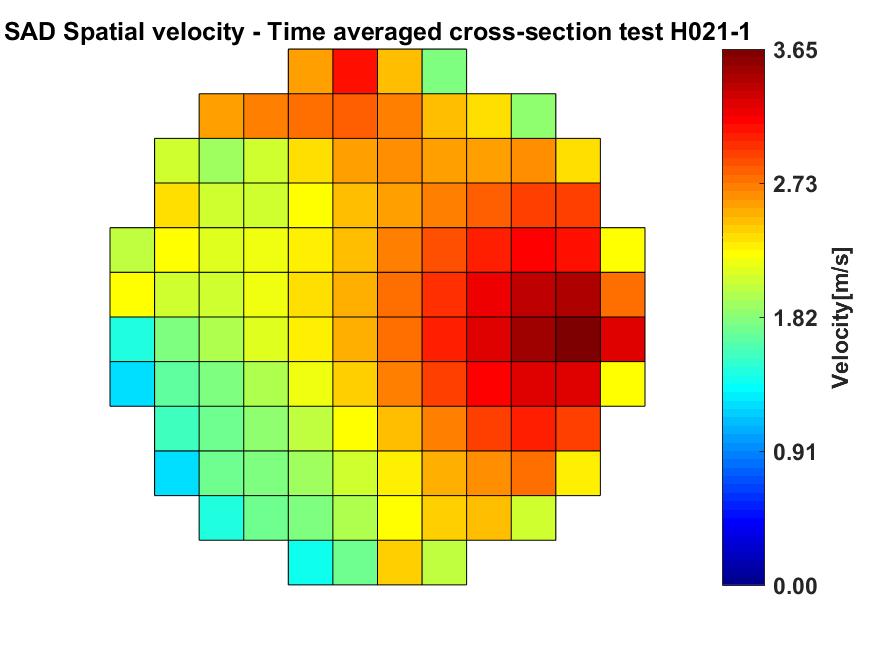 SAD Spatial velocity - Time averaged cross-section test H021-1
3.65
2.73
1.82
0.91
0.00
Velocity[m/s]